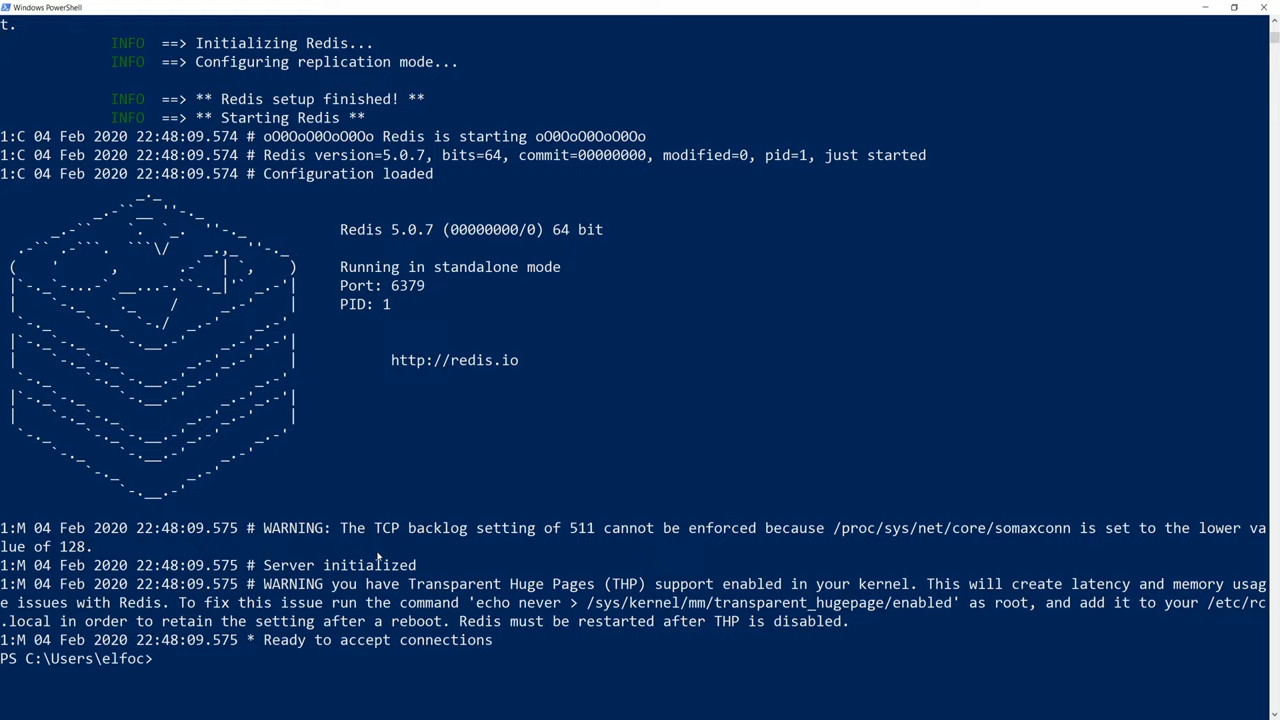 Windows PowerShell
t.
INFO  ==> Initializing Redis...
INFO  ==> Configuring replication mode...
INFO  ==> ** Redis setup finished! **
INFO  ==> ** Starting Redis **
1:C 04 Feb 2020 22:48:09.574 # oO0OoO0OoO0Oo Redis is starting oO0OoO0OoO0Oo
1:C 04 Feb 2020 22:48:09.574 # Redis version=5.0.7, bits=64, commit=00000000, modified=0, pid=1, just started
1:C 04 Feb 2020 22:48:09.574 # Configuration loaded
Redis 5.0.7 (00000000/0) 64 bit
Running in standalone mode
Port: 6379
PID: 1
http://redis.io
1:M 04 Feb 2020 22:48:09.575 # WARNING: The TCP backlog setting of 511 cannot be enforced because /proc/sys/net/core/somaxconn is set to the lower va
lue of 128.
1:M 04 Feb 2020 22:48:09.575 # Server initialized
1:M 04 Feb 2020 22:48:09.575 # WARNING you have Transparent Huge Pages (THP) support enabled in your kernel. This will create latency and memory usag
e issues with Redis. To fix this issue run the command 'echo never > /sys/kernel/mm/transparent_hugepage/enabled' as root, and add it to your /etc/rc
.local in order to retain the setting after a reboot. Redis must be restarted after THP is disabled.
1:M 04 Feb 2020 22:48:09.575 * Ready to accept connections
PS C:\Users\elfoc>